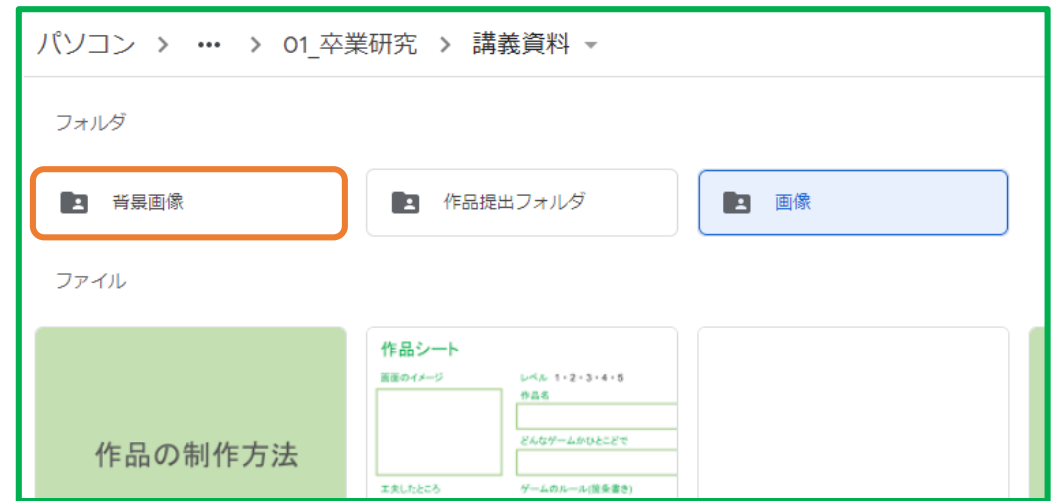 パソコン > ... > 01_卒業研究 > 講義資料
フォルダ
背景画像
作品提出フォルダ
画像
ファイル
作品の制作方法
作品シート
画面のイメージ
レベル 1・2・3・4・5
作品名
どんなゲームかひとことで
工夫したところ
ゲームのルール(箇条書き)